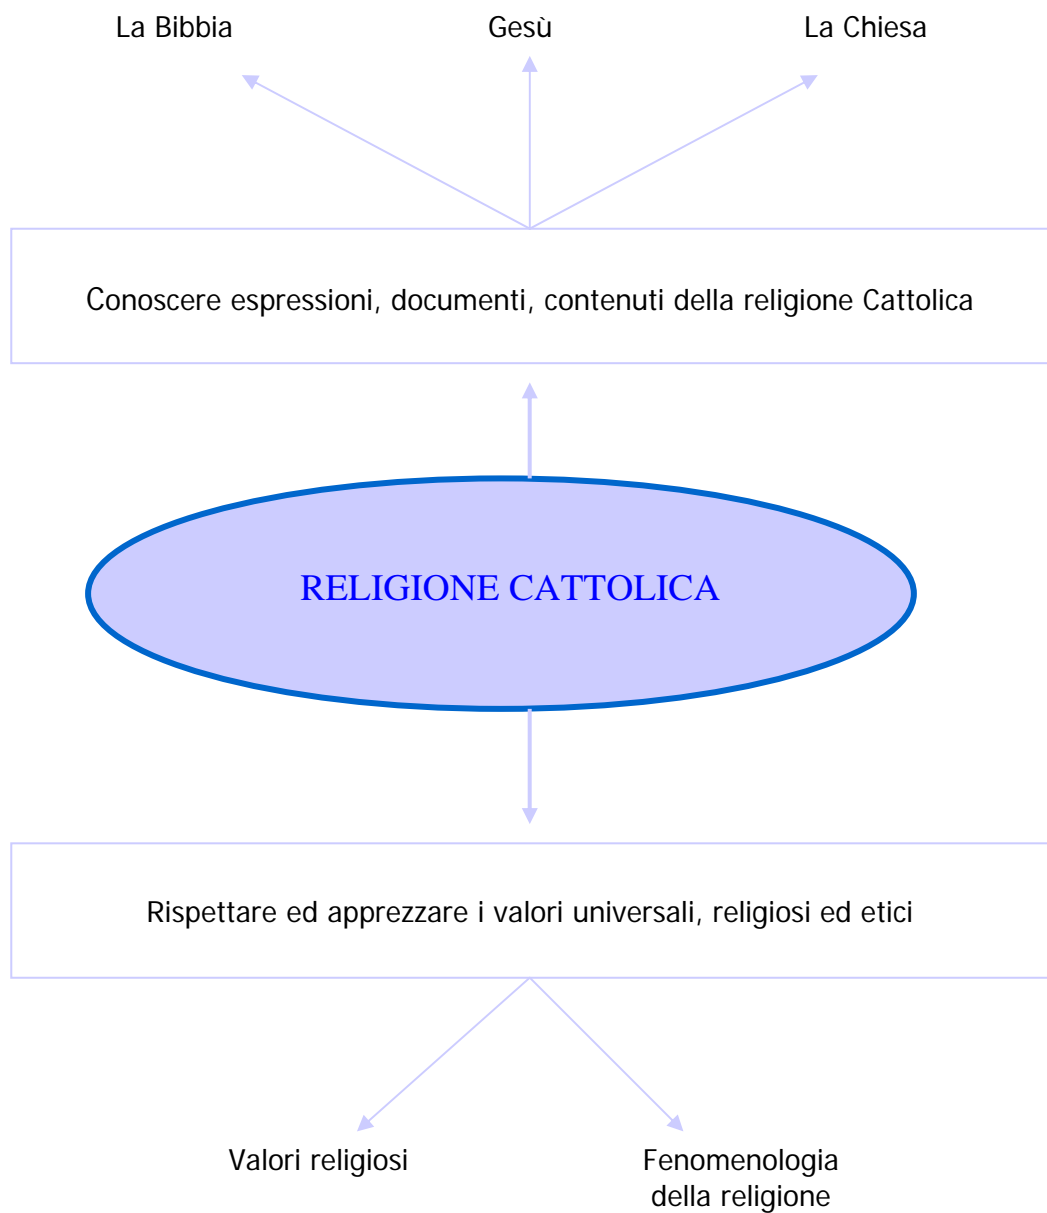 La Bibbia Gesù La Chiesa
Conoscere espressioni, documenti, contenuti della religione Cattolica
RELIGIONE CATTOLICA
Rispettare ed apprezzare i valori universali, religiosi ed etici
Valori religiosi
Fenomenologia
della religione